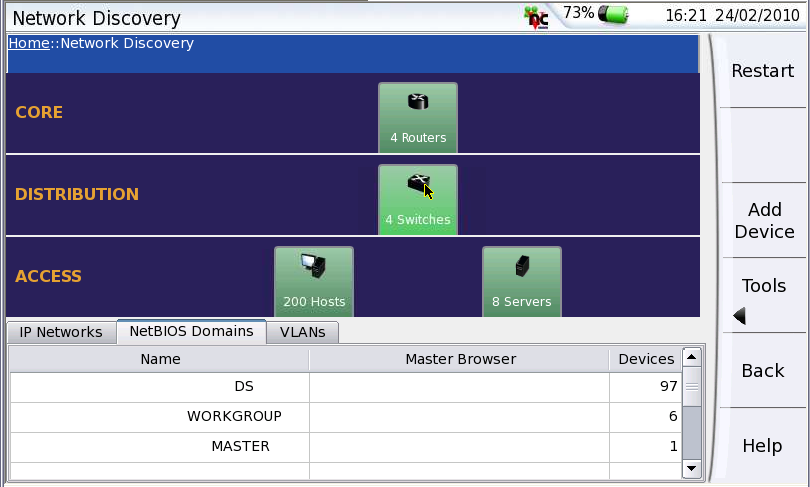 Network Discovery
73%
16:21 24/02/2010
Home::Network Discovery
Restart
CORE
4 Routers
DISTRIBUTION
4 Switches
Add
Device
ACCESS
200 Hosts
8 Servers
Tools
IP Networks
NetBIOS Domains
VLANs
Name
Master Browser
Devices
DS
97
WORKGROUP
6
MASTER
1
Back
Help